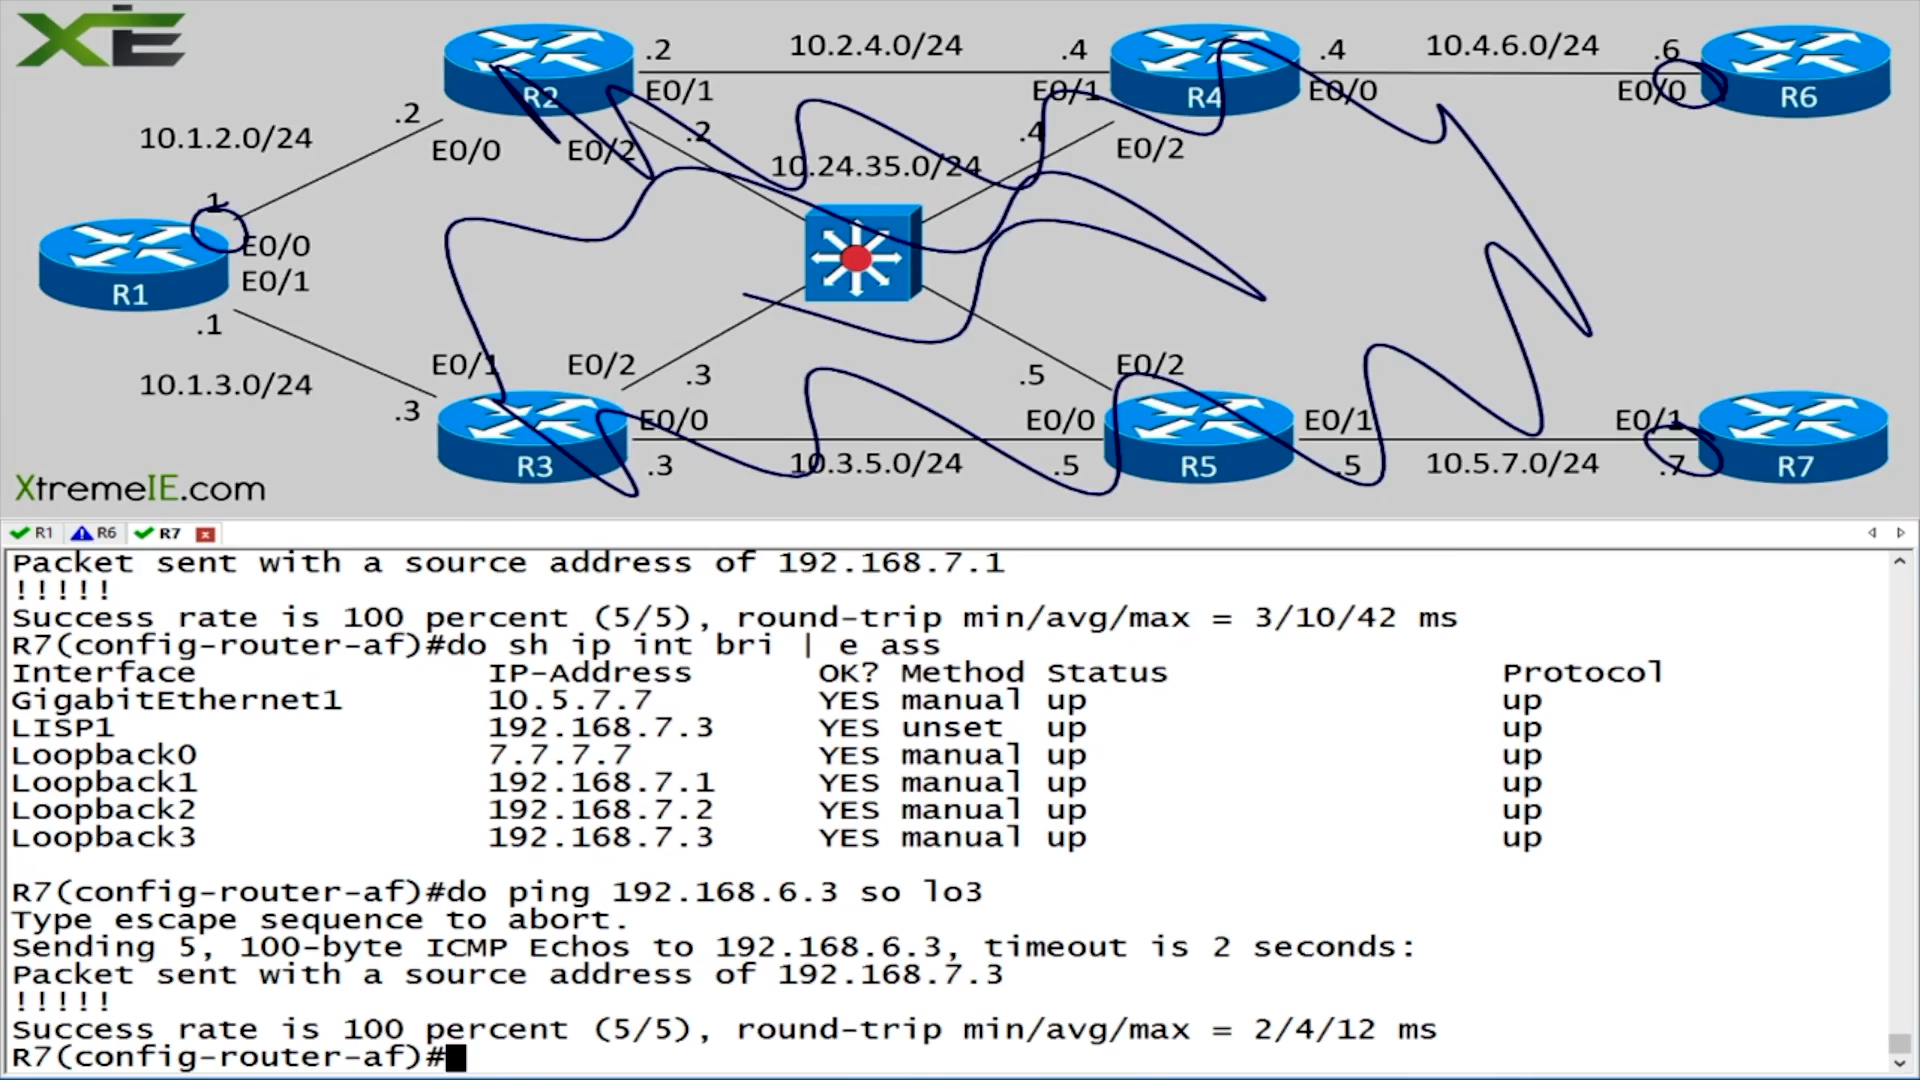 XE
.2
10.2.4.0/24
.4
.4
10.4.6.0/24
.6
R2
E0/1
E0/1
R4
E0/0
E0/0
R6
10.1.2.0/24
.2
E0/0
E0/2
.2
10.24.35.0/24
.4
E0/2
.1
R1
E0/0
E0/1
.1
10.1.3.0/24
E0/1
.3
E0/2
.3
.5
E0/2
R3
E0/0
.3
10.3.5.0/24
E0/0
.5
R5
E0/1
.5
10.5.7.0/24
E0/1
.7
R7
XtremeIE.com
R1 R6 R7
Packet sent with a source address of 192.168.7.1
!!!!!
Success rate is 100 percent (5/5), round-trip min/avg/max = 3/10/42 ms
R7(config-router-af)#do sh ip int bri | e ass
Interface IP-Address OK? Method Status Protocol
GigabitEthernet1 10.5.7.7 YES manual up up
LISP1 192.168.7.3 YES unset up up
Loopback0 7.7.7.7 YES manual up up
Loopback1 192.168.7.1 YES manual up up
Loopback2 192.168.7.2 YES manual up up
Loopback3 192.168.7.3 YES manual up up
R7(config-router-af)#do ping 192.168.6.3 so lo3
Type escape sequence to abort.
Sending 5, 100-byte ICMP Echos to 192.168.6.3, timeout is 2 seconds:
Packet sent with a source address of 192.168.7.3
!!!!!
Success rate is 100 percent (5/5), round-trip min/avg/max = 2/4/12 ms
R7(config-router-af)#